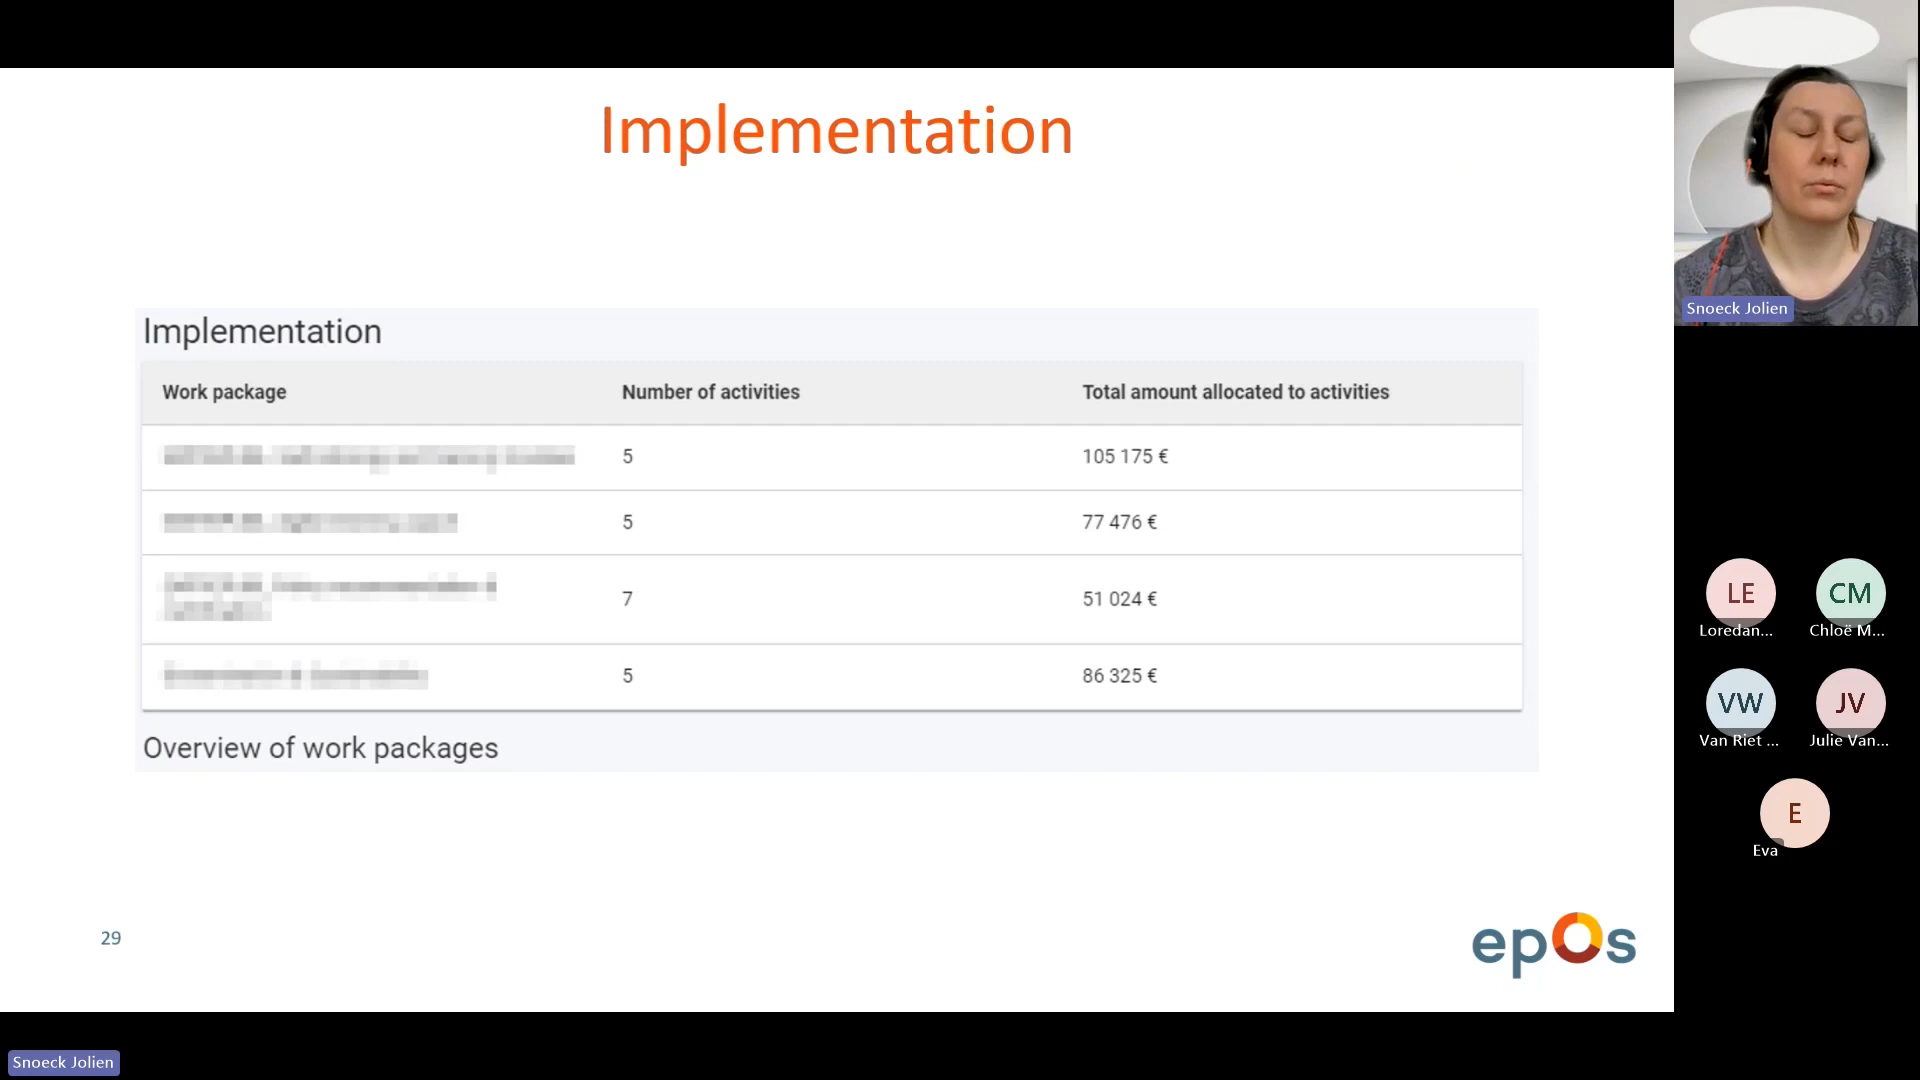 Implementation
Implementation
Work package Number of activities Total amount allocated to activities
5 105 175 €
5 77 476 €
7 51 024 €
5 86 325 €
Overview of work packages
29
epos
Snoeck Jolien
LE
Loredan...
CM
Chloë M...
VW
Van Riet ...
JV
Julie Van...
E
Eva
Snoeck Jolien